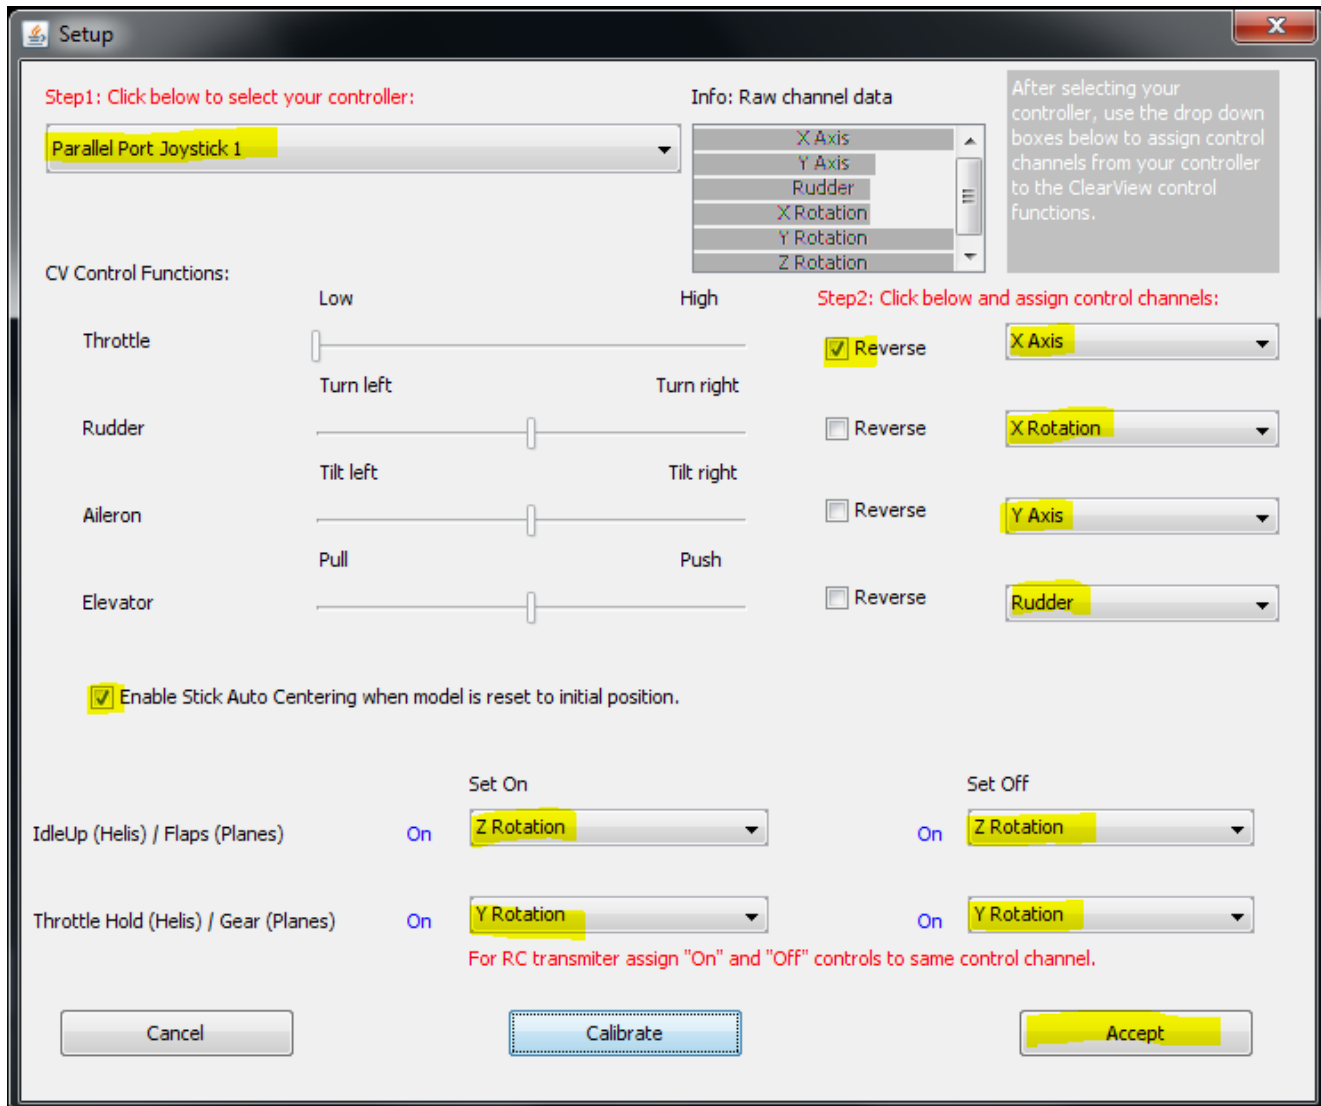 Setup
Step1: Click below to select your controller:
Info: Raw channel data
After selecting your
controller, use the drop down
boxes below to assign control
channels from your controller
to the ClearView control
functions.
Parallel Port Joystick 1
X Axis
Y Axis
Rudder
X Rotation
Y Rotation
Z Rotation
CV Control Functions:
Low
High
Step2: Click below and assign control channels:
Throttle
Reverse
X Axis
Turn left
Turn right
Rudder
Reverse
X Rotation
Tilt left
Tilt right
Aileron
Reverse
Y Axis
Pull
Push
Elevator
Reverse
Rudder
Enable Stick Auto Centering when model is reset to initial position.
Set On
Set Off
IdleUp (Helis) / Flaps (Planes)
On
Z Rotation
On
Z Rotation
Throttle Hold (Helis) / Gear (Planes)
On
Y Rotation
On
Y Rotation
For RC transmiter assign "On" and "Off" controls to same control channel.
Cancel
Calibrate
Accept